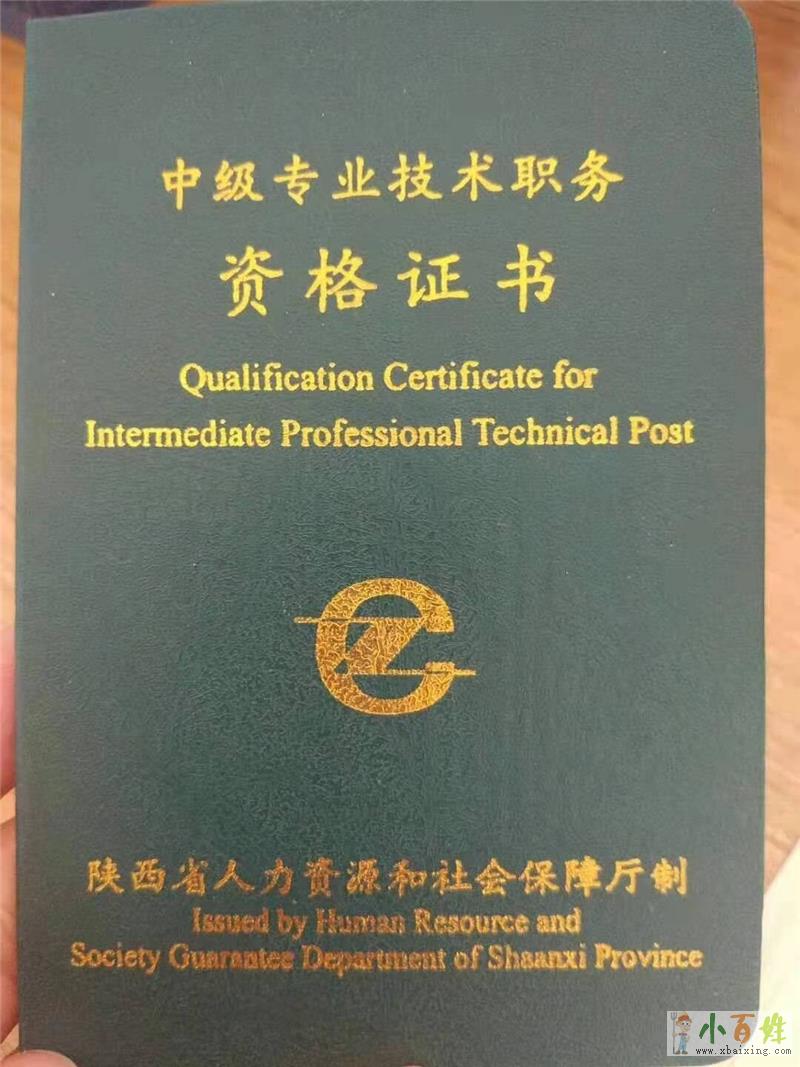 中级专业技术职务
资格证书
Qualification Certificate for
Intermediate Professional Technical Post
陕西省人力资源和社会保障厅制
Issued by Human Resource and
Society Guarantee Department of Shaanxi Province
小百姓
www.xbaixing.com